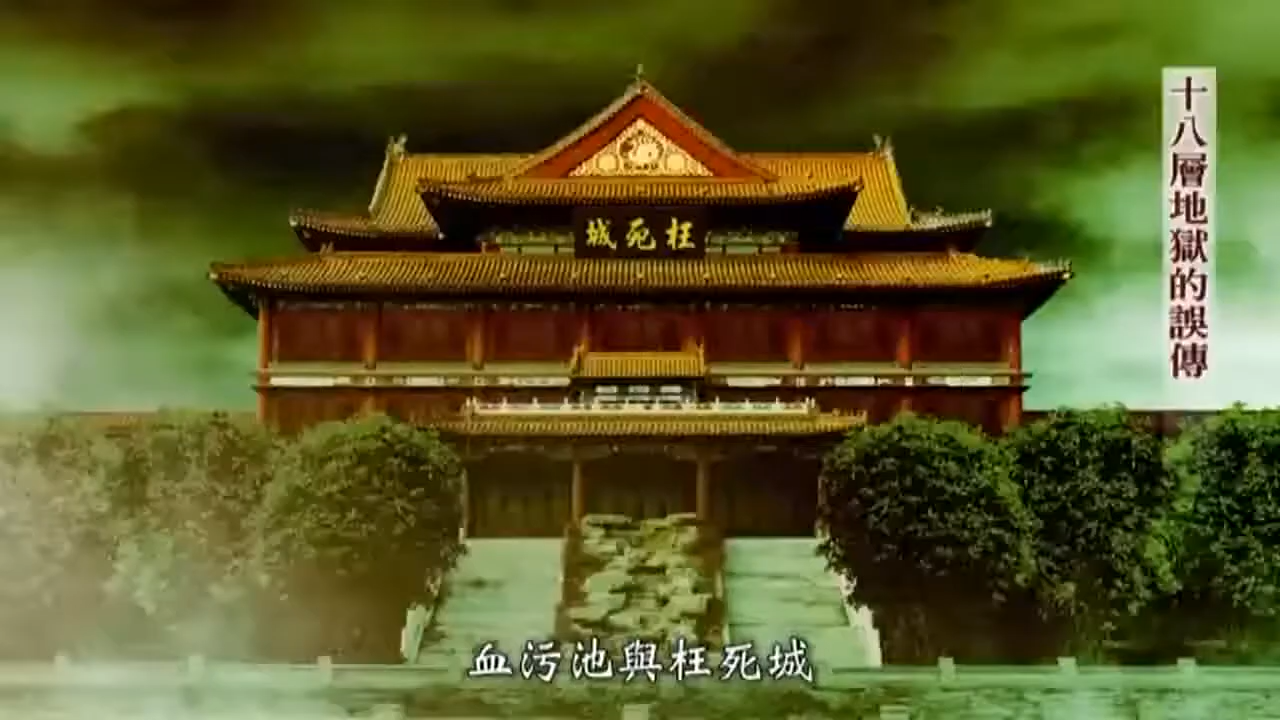 十八層地獄的誤傳
城死枉
血污池與枉死城